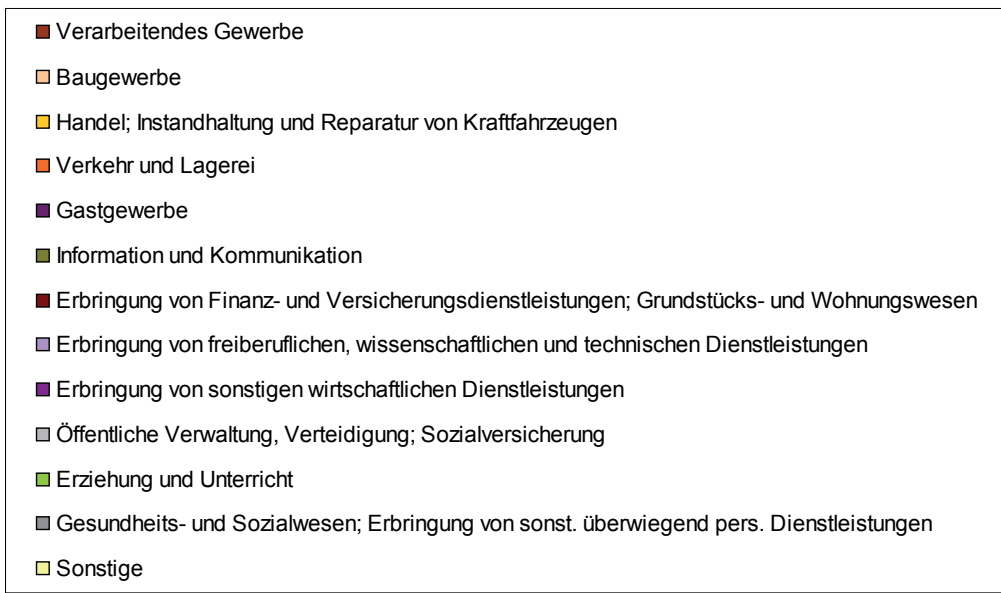 Verarbeitendes Gewerbe
Baugewerbe
Handel; Instandhaltung und Reparatur von Kraftfahrzeugen
Verkehr und Lagerei
Gastgewerbe
Information und Kommunikation
Erbringung von Finanz- und Versicherungsdienstleistungen; Grundstücks- und Wohnungswesen
Erbringung von freiberuflichen, wissenschaftlichen und technischen Dienstleistungen
Erbringung von sonstigen wirtschaftlichen Dienstleistungen
Öffentliche Verwaltung, Verteidigung; Sozialversicherung
Erziehung und Unterricht
Gesundheits- und Sozialwesen; Erbringung von sonst. überwiegend pers. Dienstleistungen
Sonstige